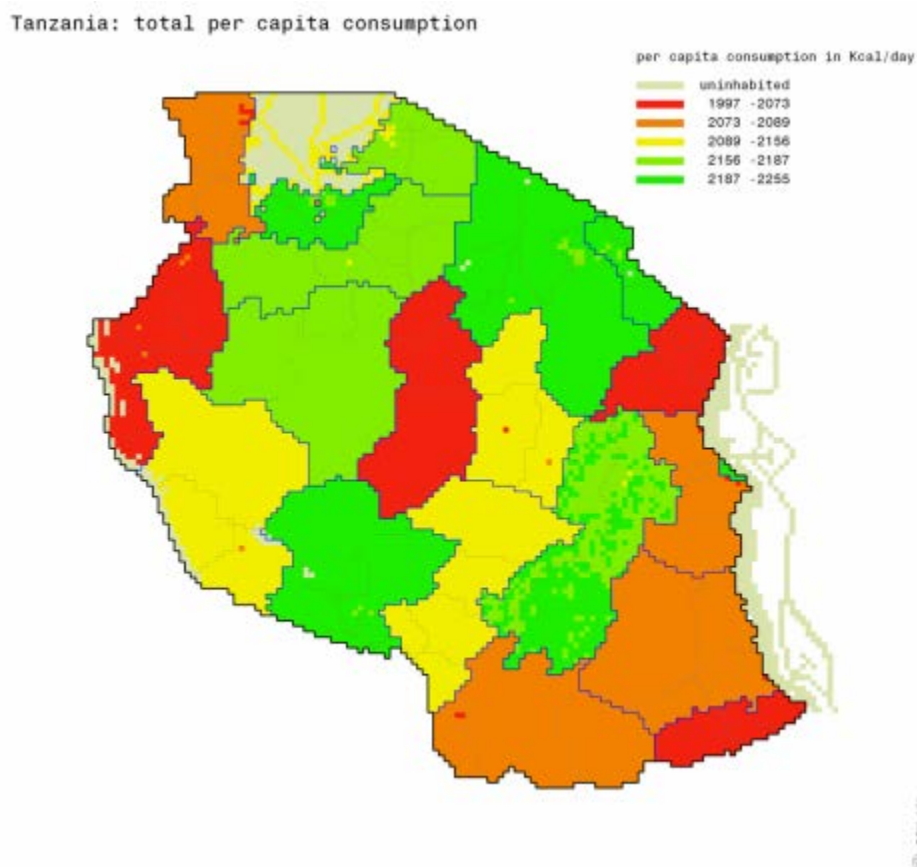 Tanzania: total per capita consumption
per capita consumption in Kcal/day
uninhabited
1997 -2073
2073 -2089
2089 -2156
2156 -2187
2187 -2255